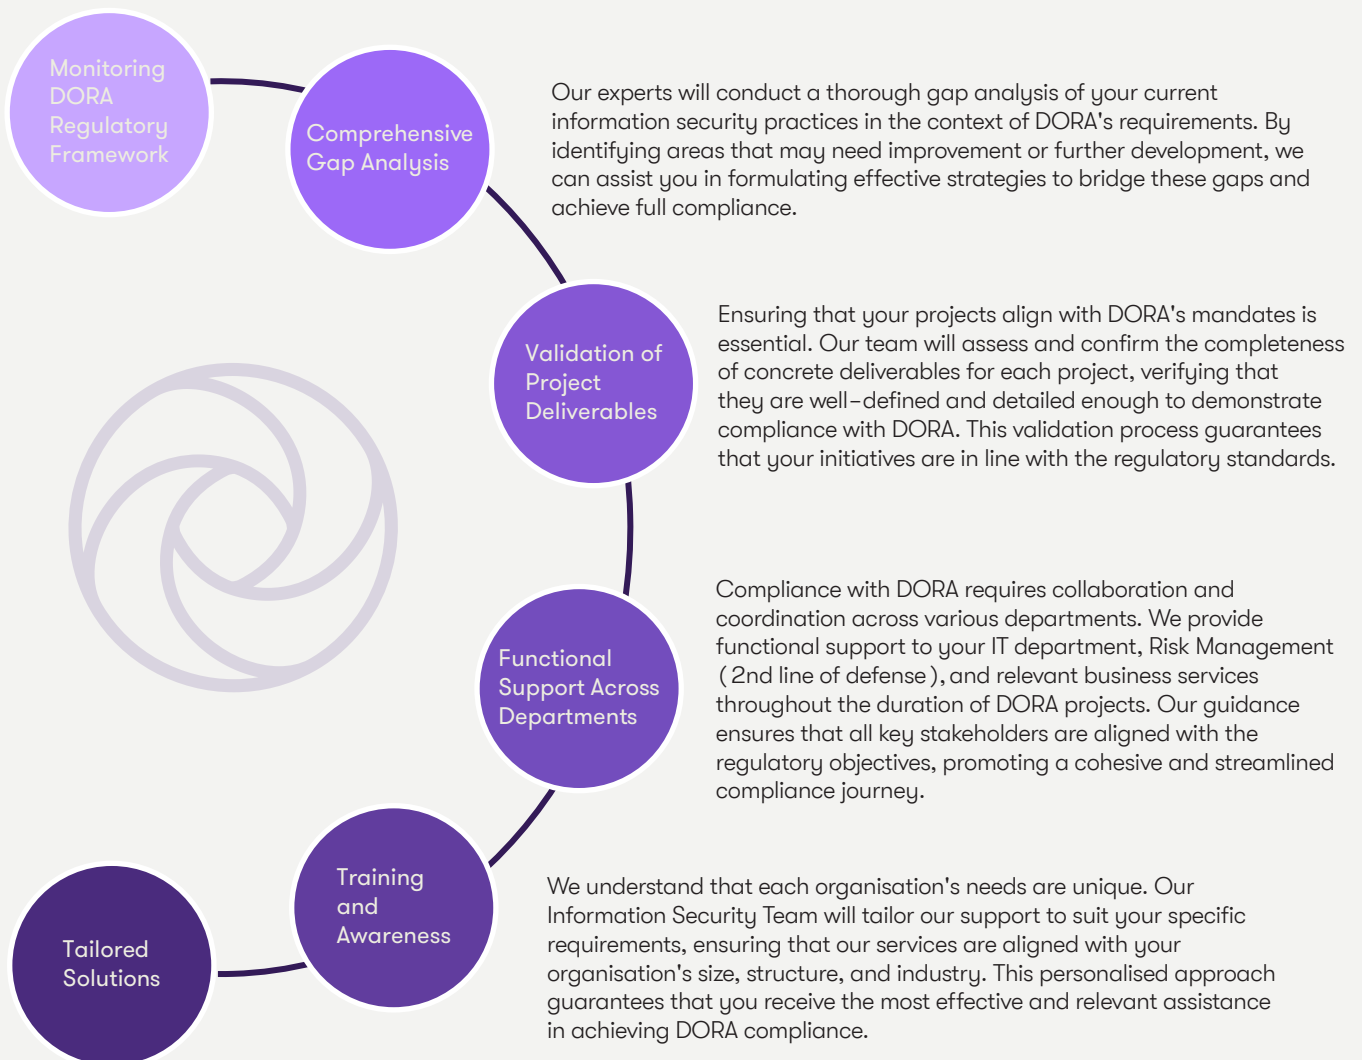 Monitoring
DORA
Regulatory
Framework
Comprehensive
Gap Analysis
Our experts will conduct a thorough gap analysis of your current
information security practices in the context of DORA's requirements. By
identifying areas that may need improvement or further development, we
can assist you in formulating effective strategies to bridge these gaps and
achieve full compliance.
Validation of
Project
Deliverables
Ensuring that your projects align with DORA's mandates is
essential. Our team will assess and confirm the completeness
of concrete deliverables for each project, verifying that
they are well-defined and detailed enough to demonstrate
compliance with DORA. This validation process guarantees
that your initiatives are in line with the regulatory standards.
Functional
Support Across
Departments
Compliance with DORA requires collaboration and
coordination across various departments. We provide
functional support to your IT department, Risk Management
(2nd line of defense), and relevant business services
throughout the duration of DORA projects. Our guidance
ensures that all key stakeholders are aligned with the
regulatory objectives, promoting a cohesive and streamlined
compliance journey.
Training
and
Awareness
Tailored
Solutions
We understand that each organisation's needs are unique. Our
Information Security Team will tailor our support to suit your specific
requirements, ensuring that our services are aligned with your
organisation's size, structure, and industry. This personalised approach
guarantees that you receive the most effective and relevant assistance
in achieving DORA compliance.